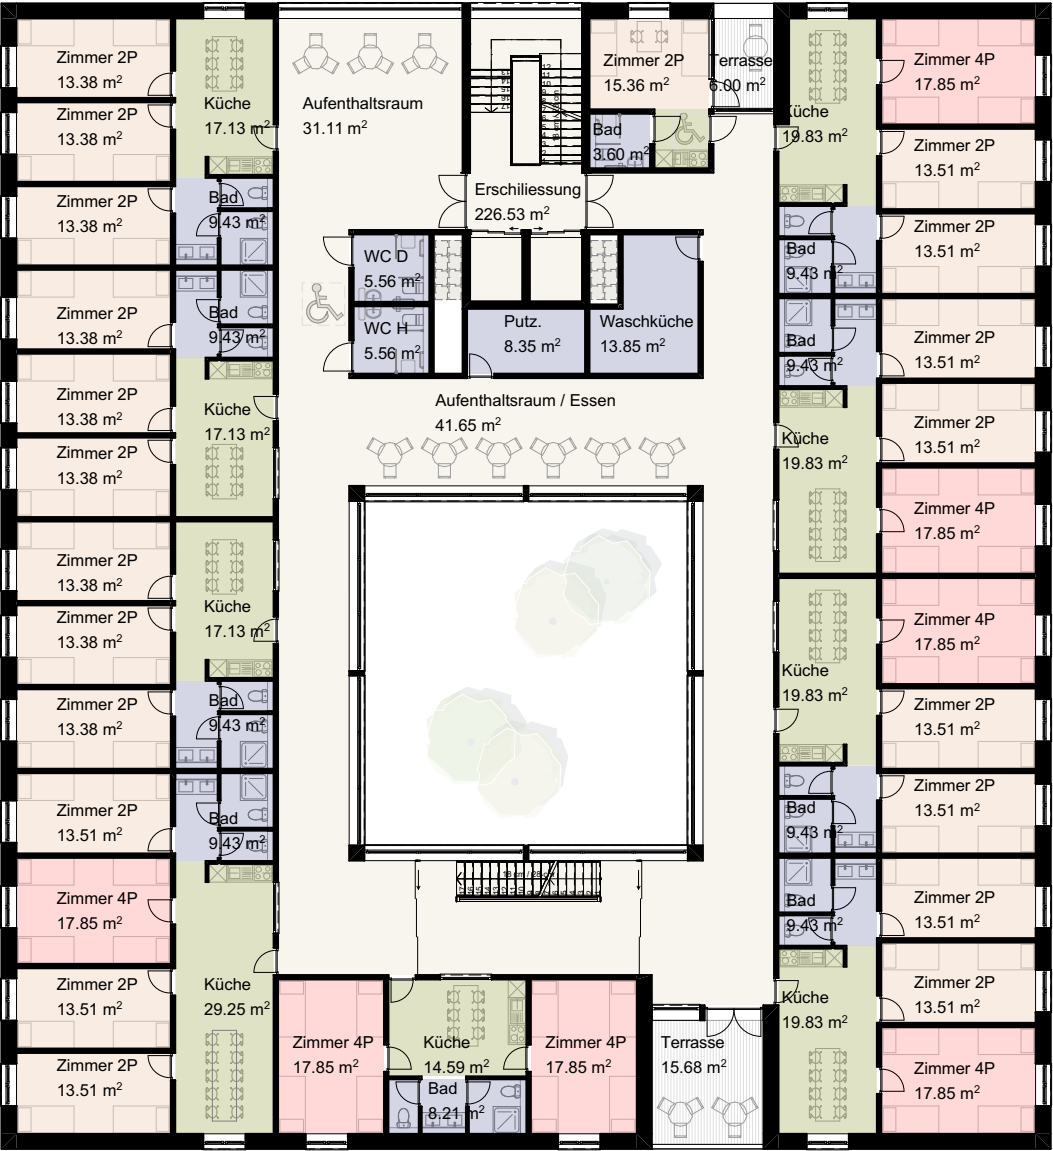 Zimmer 2P
13.38 m²
Küche
17.13 m²
Zimmer 2P
13.38 m²
Zimmer 2P
13.38 m²
Bad
9.43 m²
Zimmer 2P
13.38 m²
Bad
9.43 m²
Zimmer 2P
13.38 m²
Küche
17.13 m²
Zimmer 2P
13.38 m²
Zimmer 2P
13.38 m²
Küche
17.13 m²
Zimmer 2P
13.38 m²
Zimmer 2P
13.38 m²
Bad
9.43 m²
Zimmer 2P
13.51 m²
Bad
9.43 m²
Zimmer 4P
17.85 m²
Zimmer 2P
13.51 m²
Küche
29.25 m²
Zimmer 2P
13.51 m²
Aufenthaltsraum
31.11 m²
Zimmer 2P
15.36 m²
Terrasse
6.00 m²
Bad
3.60 m²
Erschliessung
226.53 m²
WC D
5.56 m²
WC H
5.56 m²
Putz.
8.35 m²
Waschküche
13.85 m²
Aufenthaltsraum / Essen
41.65 m²
Zimmer 4P
17.85 m²
Küche
14.59 m²
Bad
8.21 m²
Zimmer 4P
17.85 m²
Terrasse
15.68 m²
Küche
19.83 m²
Zimmer 4P
17.85 m²
Zimmer 2P
13.51 m²
Zimmer 2P
13.51 m²
Bad
9.43 m²
Zimmer 2P
13.51 m²
Bad
9.43 m²
Zimmer 2P
13.51 m²
Küche
19.83 m²
Zimmer 4P
17.85 m²
Zimmer 4P
17.85 m²
Küche
19.83 m²
Zimmer 2P
13.51 m²
Zimmer 2P
13.51 m²
Bad
9.43 m²
Zimmer 2P
13.51 m²
Bad
9.43 m²
Zimmer 2P
13.51 m²
Küche
19.83 m²
Zimmer 4P
17.85 m²